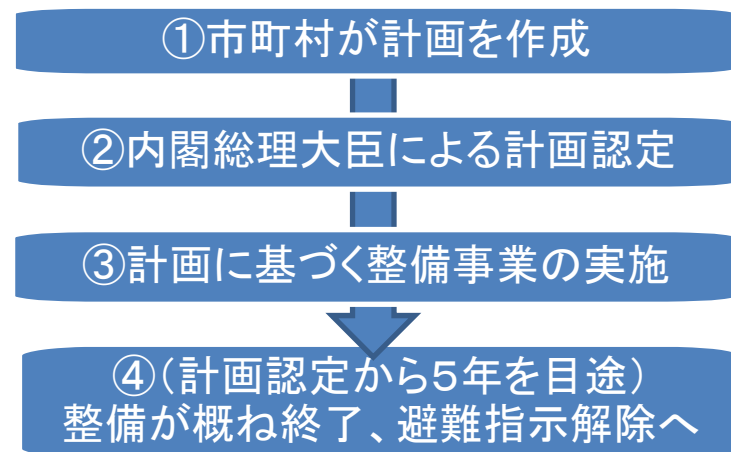 ①市町村が計画を作成
②内閣総理大臣による計画認定
③計画に基づく整備事業の実施
④(計画認定から5年を目途)
整備が概ね終了、避難指示解除へ